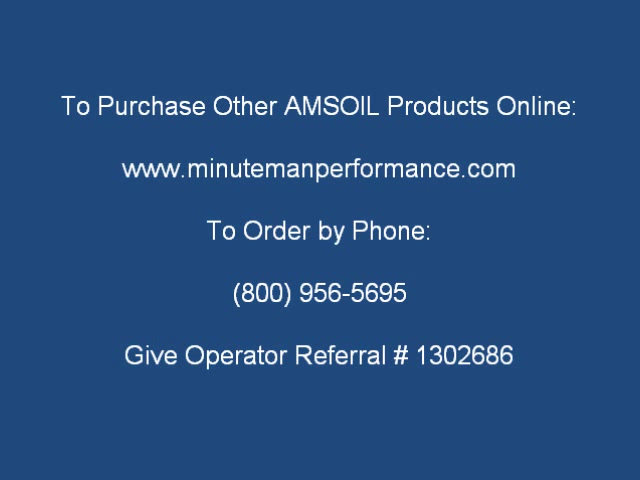 To Purchase Other AMSOIL Products Online:
www.minutemanperformance.com
To Order by Phone:
(800) 956-5695
Give Operator Referral # 1302686